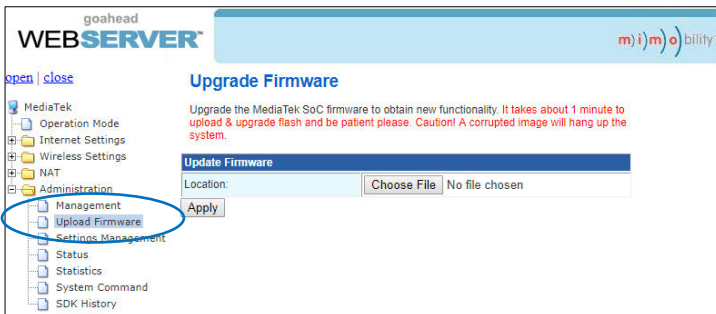 goahead
WEBSERVER™
m)i)m)o)bility
open | close
MediaTek
Operation Mode
Internet Settings
Wireless Settings
NAT
Administration
Management
Upload Firmware
Settings Management
Status
Statistics
System Command
SDK History
Upgrade Firmware
Upgrade the MediaTek SoC firmware to obtain new functionality. It takes about 1 minute to
upload & upgrade flash and be patient please. Caution! A corrupted image will hang up the
system.
Update Firmware
Location: Choose File No file chosen
Apply